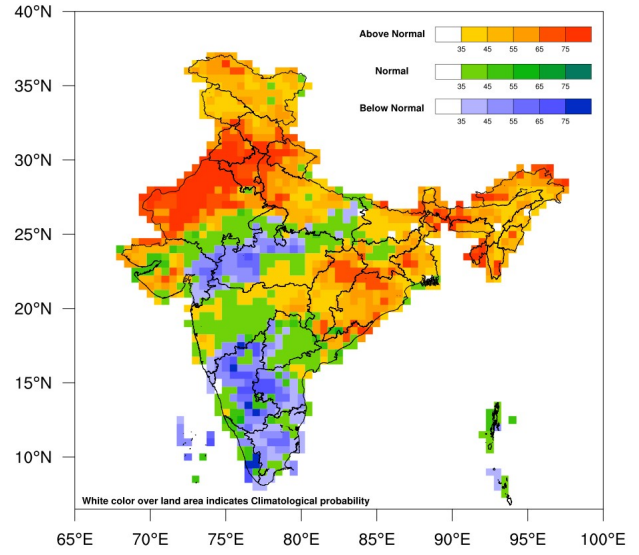 40°N
Above Normal
35 45 55 65 75
35°N
Normal
35 45 55 65 75
Below Normal
35 45 55 65 75
30°N
25°N
20°N
15°N
10°N
White color over land area indicates Climatological probability
65°E 70°E 75°E 80°E 85°E 90°E 95°E 100°E